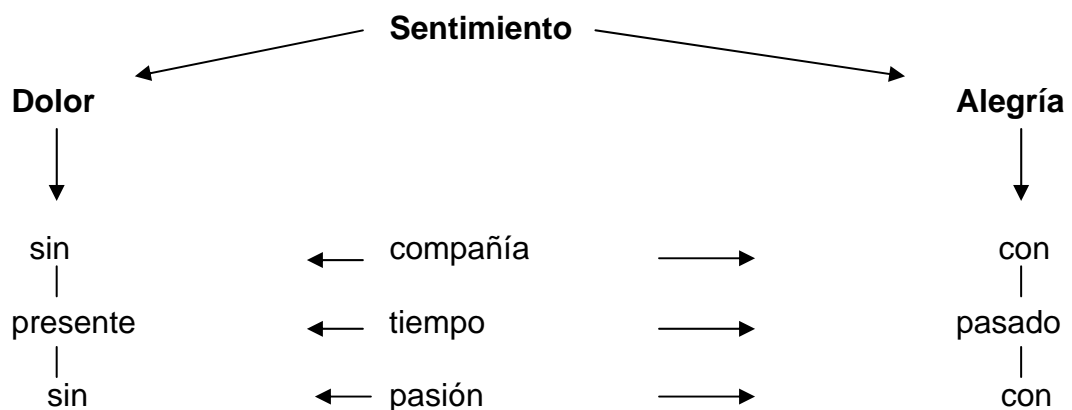 Sentimiento
Dolor Alegría
sin compañía con
presente tiempo pasado
sin pasión con